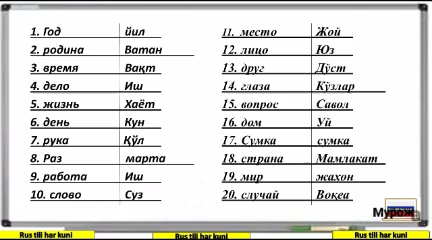 1. Год йил
2. родина Ватан
3. время Вақт
4. дело Иш
5. жизнь Хаёт
6. день Кун
7. рука Қўл
8. Раз марта
9. работа Иш
10. слово Суз
11. место Жой
12. лицо Юз
13. друг Дўст
14. глаза Кўзлар
15. вопрос Савол
16. дом Уй
17. Сумка сумка
18. страна Мамлакат
19. мир жахон
20. случай Воқеа
Мурож
Rus tili har kuni
Rus tili har kuni
Rus tili har kuni